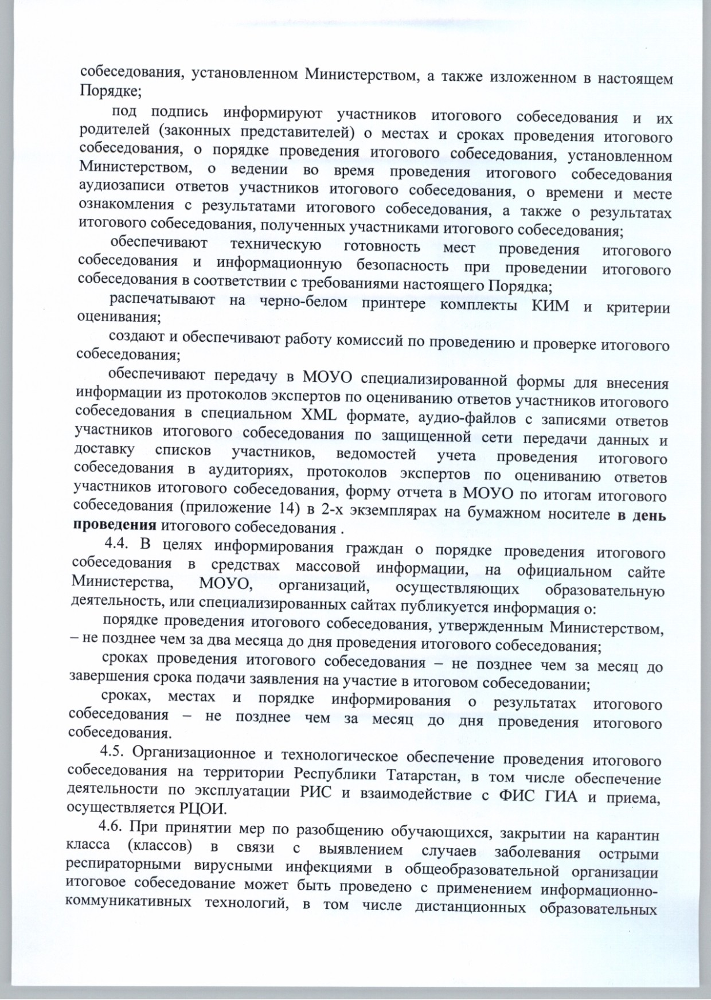 собеседования, установленном Министерством, а также изложенном в настоящем
Порядке;
под подпись информируют участников итогового собеседования и их
родителей (законных представителей) о местах и сроках проведения итогового
собеседования, о порядке проведения итогового собеседования, установленном
Министерством, о ведении во время проведения итогового собеседования
аудиозаписи ответов участников итогового собеседования, о времени и месте
ознакомления с результатами итогового собеседования, а также о результатах
итогового собеседования, полученных участниками итогового собеседования;
обеспечивают техническую готовность мест проведения итогового
собеседования и информационную безопасность при проведении итогового
собеседования в соответствии с требованиями настоящего Порядка;
распечатывают на черно-белом принтере комплекты КИМ и критерии
оценивания;
создают и обеспечивают работу комиссий по проведению и проверке итогового
собеседования;
обеспечивают передачу в МОУО специализированной формы для внесения
информации из протоколов экспертов по оцениванию ответов участников итогового
собеседования в специальном XML формате, аудио-файлов с записями ответов
участников итогового собеседования по защищенной сети передачи данных и
доставку списков участников, ведомостей учета проведения итогового
собеседования в аудиториях, протоколов экспертов по оцениванию ответов
участников итогового собеседования, форму отчета в МОУО по итогам итогового
собеседования (приложение 14) в 2-х экземплярах на бумажном носителе в день
проведения итогового собеседования .
4.4. В целях информирования граждан о порядке проведения итогового
собеседования в средствах массовой информации, на официальном сайте
Министерства, МОУО, организаций, осуществляющих образовательную
деятельность, или специализированных сайтах публикуется информация о:
порядке проведения итогового собеседования, утвержденным Министерством,
– не позднее чем за два месяца до дня проведения итогового собеседования;
сроках проведения итогового собеседования – не позднее чем за месяц до
завершения срока подачи заявления на участие в итоговом собеседовании;
сроках, местах и порядке информирования о результатах итогового
собеседования – не позднее чем за месяц до дня проведения итогового
собеседования.
4.5. Организационное и технологическое обеспечение проведения итогового
собеседования на территории Республики Татарстан, в том числе обеспечение
деятельности по эксплуатации РИС и взаимодействие с ФИС ГИА и приема,
осуществляется РЦОИ.
4.6. При принятии мер по разобщению обучающихся, закрытии на карантин
класса (классов) в связи с выявлением случаев заболевания острыми
респираторными вирусными инфекциями в общеобразовательной организации
итоговое собеседование может быть проведено с применением информационно-
коммуникативных технологий, в том числе дистанционных образовательных